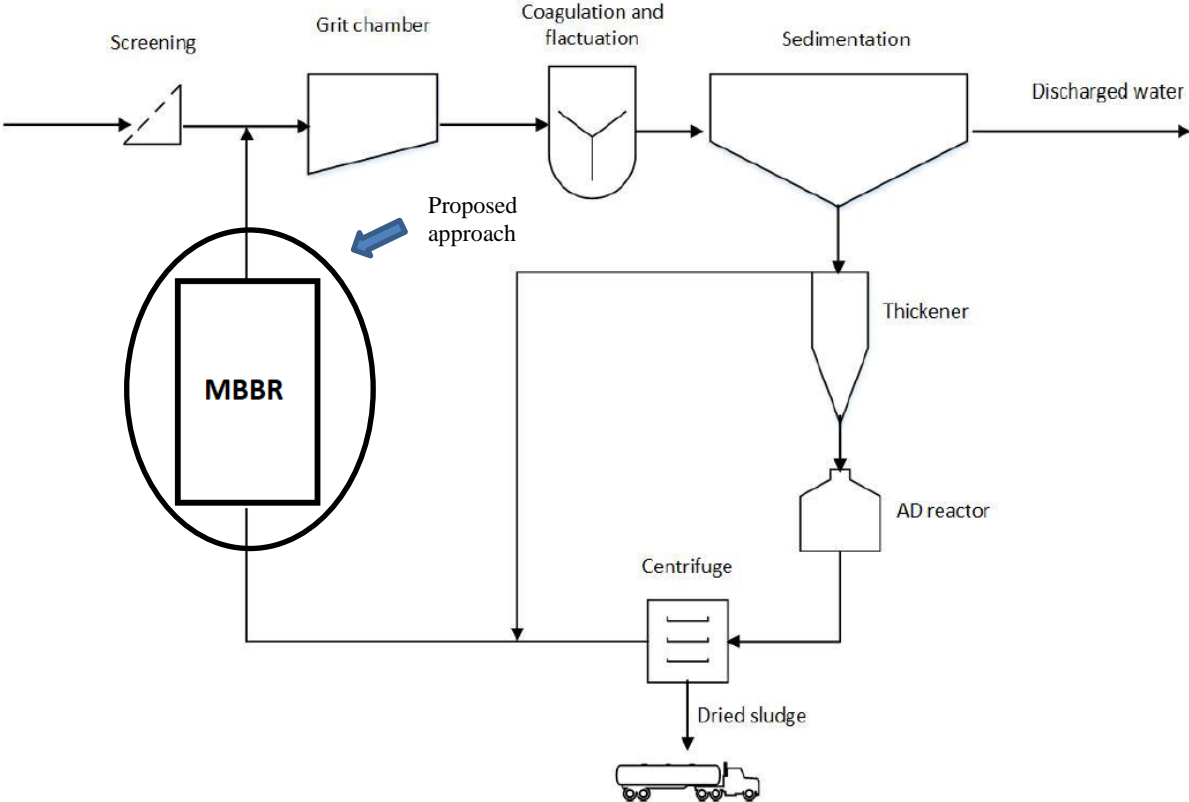 Screening
Grit chamber
Coagulation and
flactuation
Sedimentation
Discharged water
Proposed
approach
MBBR
Thickener
AD reactor
Centrifuge
Dried sludge